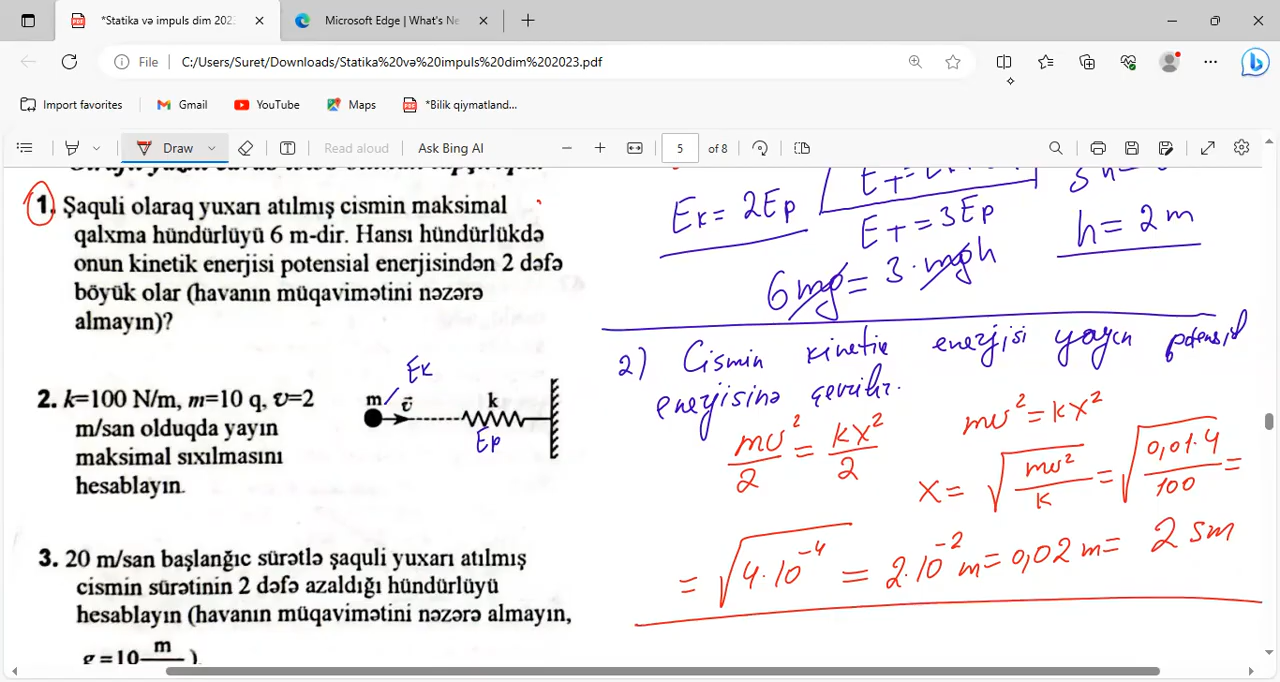 *Statika və impuls dim 202
Microsoft Edge | What's Ne
File C:/Users/Suret/Downloads/Statika%20və%20impuls%20dim%202023.pdf
Import favorites Gmail YouTube Maps *Bilik qiymatland...
Draw Read aloud Ask Bing AI 5 of 8
1. Şaquli olaraq yuxarı atılmış cismin maksimal
qalxma hündürlüyü 6 m-dir. Hansı hündürlükdə
onun kinetik enerjisi potensial enerjisindən 2 dəfə
böyük olar (havanın müqavimətini nəzərə
almayın)?
2. k=100 N/m, m=10 q, υ=2
m/san olduqda yayın
maksimal sıxılmasını
hesablayın.
Ek
m v⃗ k
Ep
3. 20 m/san başlanğıc sürətlə şaquli yuxarı atılmış
cismin sürətinin 2 dəfə azaldığı hündürlüyü
hesablayın (havanın müqavimətini nəzərə almayın,
g=10 m
).
Ek = 2Ep
ET = 3Ep
h = 2 m
6mg = 3·mgh
2) Cismin kinetik enerjisi yayın potensial
enerjisinə çevrilir.
mv²/2 = kx²/2
mv² = kx²
x = √(mv²/k) = √(0,01·4/100) =
= √(4·10⁻⁴) = 2·10⁻² m = 0,02 m = 2 sm